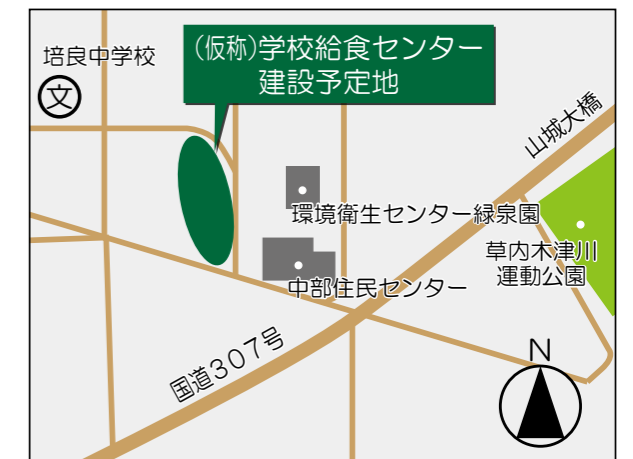 培良中学校
文
(仮称)学校給食センター
建設予定地
山城大橋
環境衛生センター緑泉園
草内木津川
運動公園
中部住民センター
国道307号
N